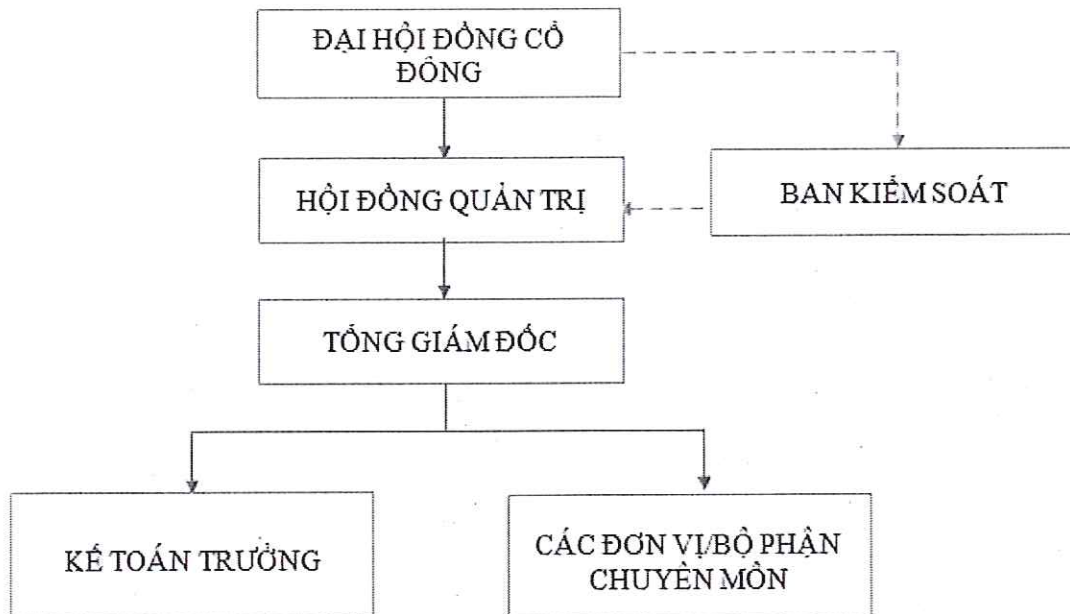 ĐẠI HỘI ĐỒNG CỔ
ĐÔNG
HỘI ĐỒNG QUẢN TRỊ
BAN KIỂM SOÁT
TỔNG GIÁM ĐỐC
KẾ TOÁN TRƯỞNG
CÁC ĐƠN VỊ/BỘ PHẬN
CHUYÊN MÔN